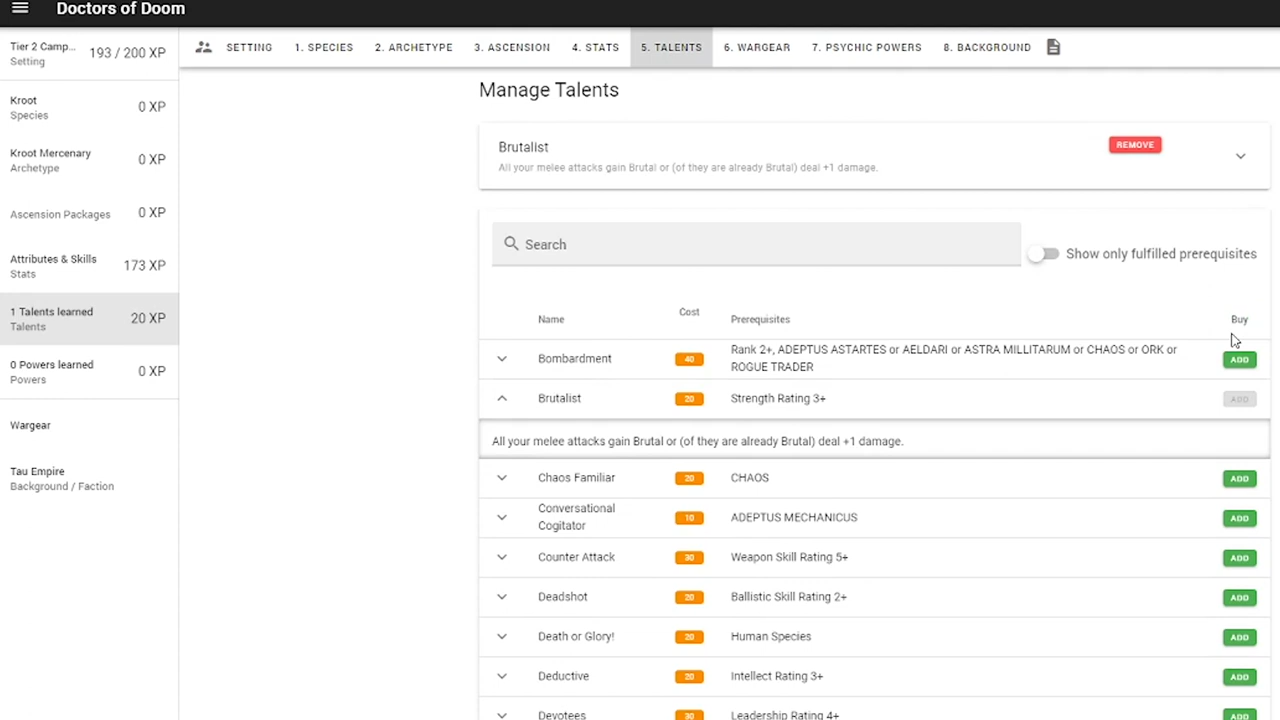 Doctors of Doom
Tier 2 Camp... 193 / 200 XP
Setting
Kroot 0 XP
Species
Kroot Mercenary 0 XP
Archetype
Ascension Packages 0 XP
Attributes & Skills 173 XP
Stats
1 Talents learned 20 XP
Talents
0 Powers learned 0 XP
Powers
Wargear
Tau Empire
Background / Faction
SETTING 1. SPECIES 2. ARCHETYPE 3. ASCENSION 4. STATS 5. TALENTS 6. WARGEAR 7. PSYCHIC POWERS 8. BACKGROUND
Manage Talents
Brutalist REMOVE
All your melee attacks gain Brutal or (of they are already Brutal) deal +1 damage.
Search
Show only fulfilled prerequisites
Name Cost Prerequisites Buy
Bombardment 40 Rank 2+, ADEPTUS ASTARTES or AELDARI or ASTRA MILLITARUM or CHAOS or ORK or ADD
ROGUE TRADER
Brutalist 20 Strength Rating 3+ ADD
All your melee attacks gain Brutal or (of they are already Brutal) deal +1 damage.
Chaos Familiar 20 CHAOS ADD
Conversational
Cogitator 10 ADEPTUS MECHANICUS ADD
Counter Attack 30 Weapon Skill Rating 5+ ADD
Deadshot 20 Ballistic Skill Rating 2+ ADD
Death or Glory! 20 Human Species ADD
Deductive 20 Intellect Rating 3+ ADD
Devotees 30 Leadership Rating 4+ ADD